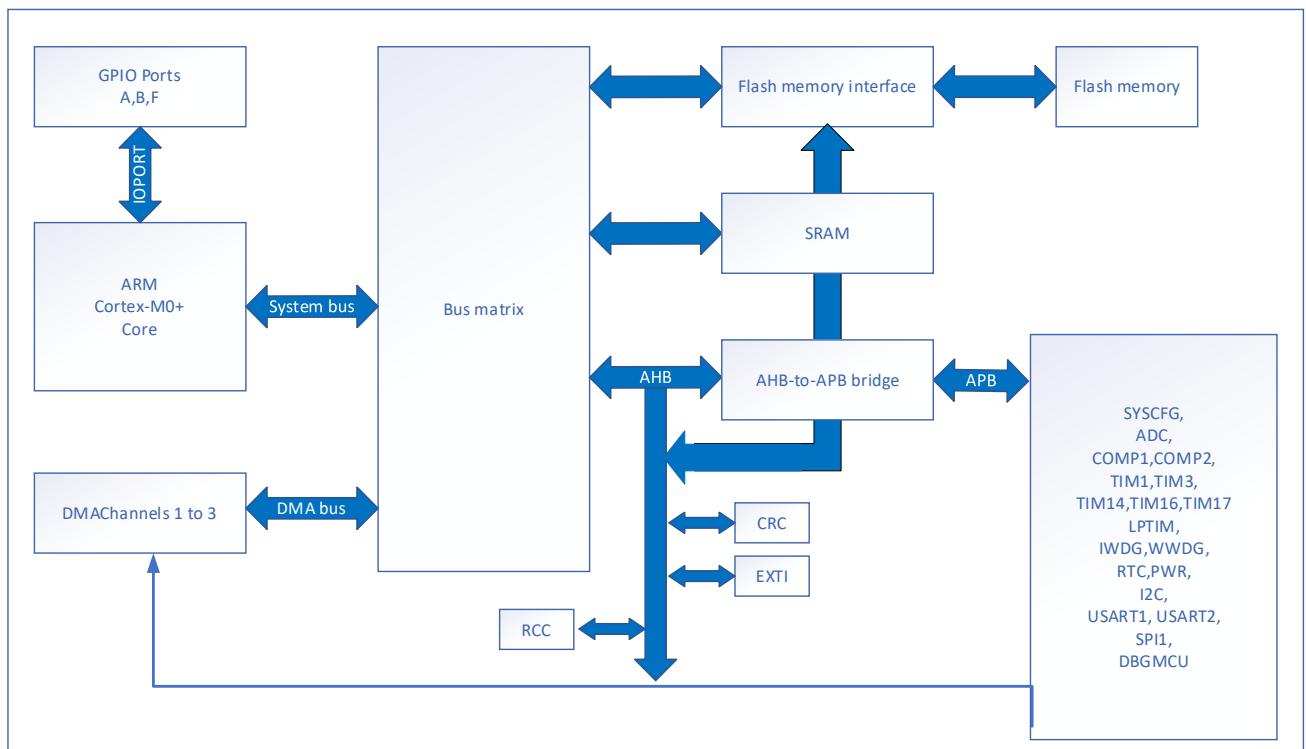 GPIO Ports
A,B,F
IOPORT
ARM
Cortex-M0+
Core
System bus
DMAChannels 1 to 3
DMA bus
Bus matrix
Flash memory interface
Flash memory
SRAM
AHB
AHB-to-APB bridge
APB
CRC
EXTI
RCC
SYSCFG,
ADC,
COMP1,COMP2,
TIM1,TIM3,
TIM14,TIM16,TIM17
LPTIM,
IWDG,WWDG,
RTC,PWR,
I2C,
USART1, USART2,
SPI1,
DBGMCU